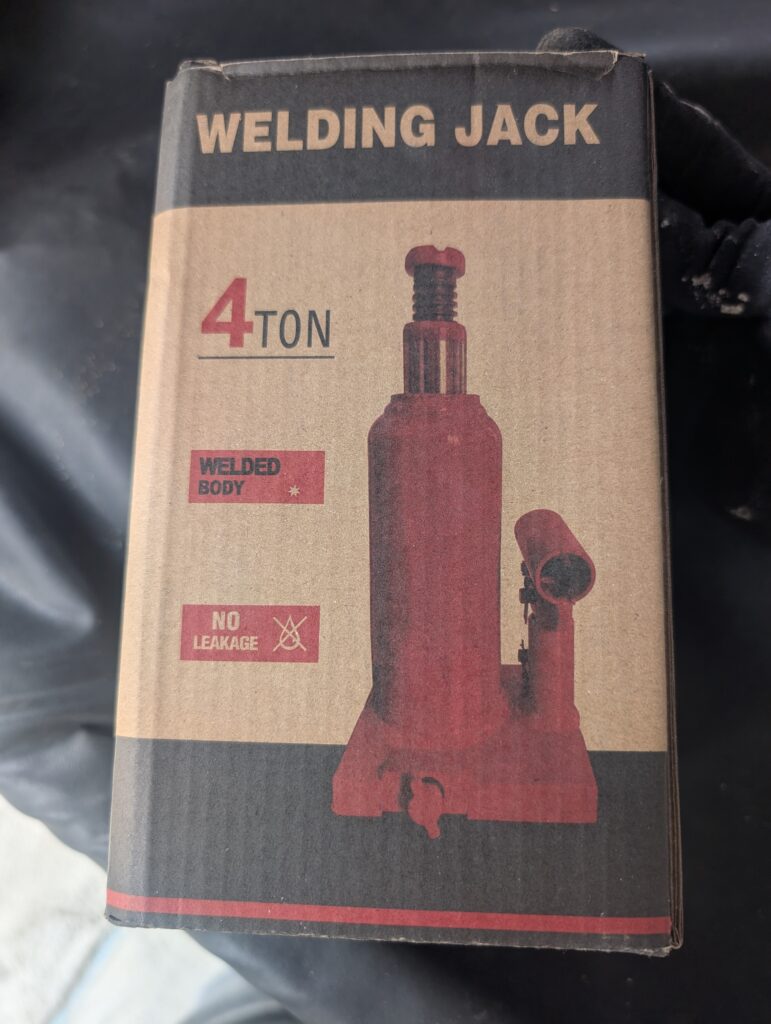 WELDING JACK
4TON
WELDED
BODY
NO
LEAKAGE